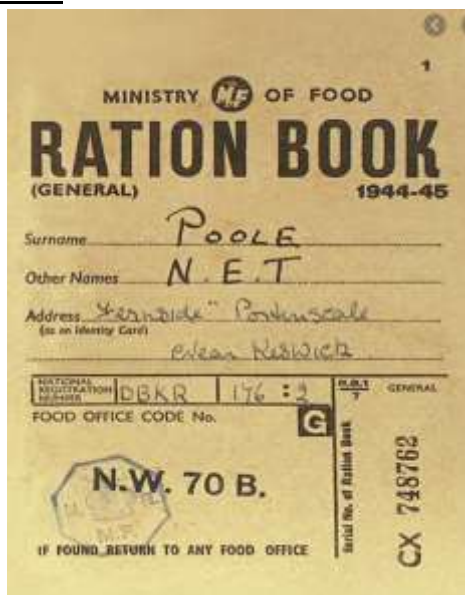 1
MINISTRY MF OF FOOD
RATION BOOK
(GENERAL) 1944-45
Surname POOLE
Other Names N. E. T
Address "Fernside" Portinscale
(as on Identity Card)
Near Keswick
NATIONAL REGISTRATION NUMBER DBKR 176 : 2
R.B.1
7
GENERAL
FOOD OFFICE CODE No.
G
N.W. 70 B.
M.F.
IF FOUND RETURN TO ANY FOOD OFFICE
Serial No. of Ration Book
CX 748762